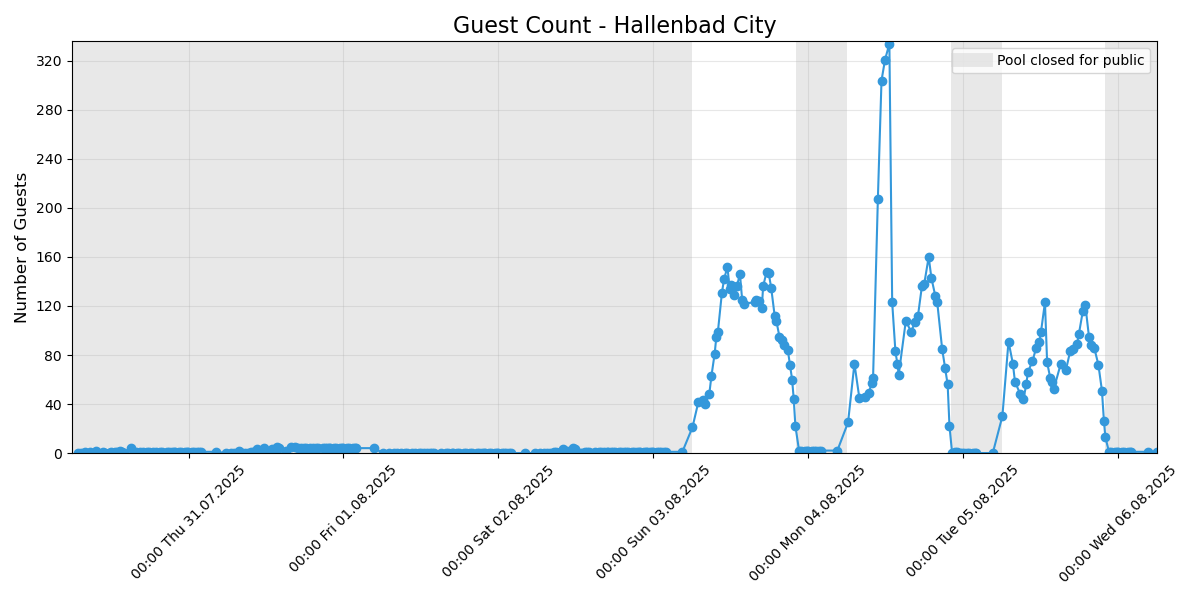 Guest Count - Hallenbad City
Pool closed for public
Number of Guests
320
280
240
200
160
120
80
40
0
00:00 Thu 31.07.2025
00:00 Fri 01.08.2025
00:00 Sat 02.08.2025
00:00 Sun 03.08.2025
00:00 Mon 04.08.2025
00:00 Tue 05.08.2025
00:00 Wed 06.08.2025